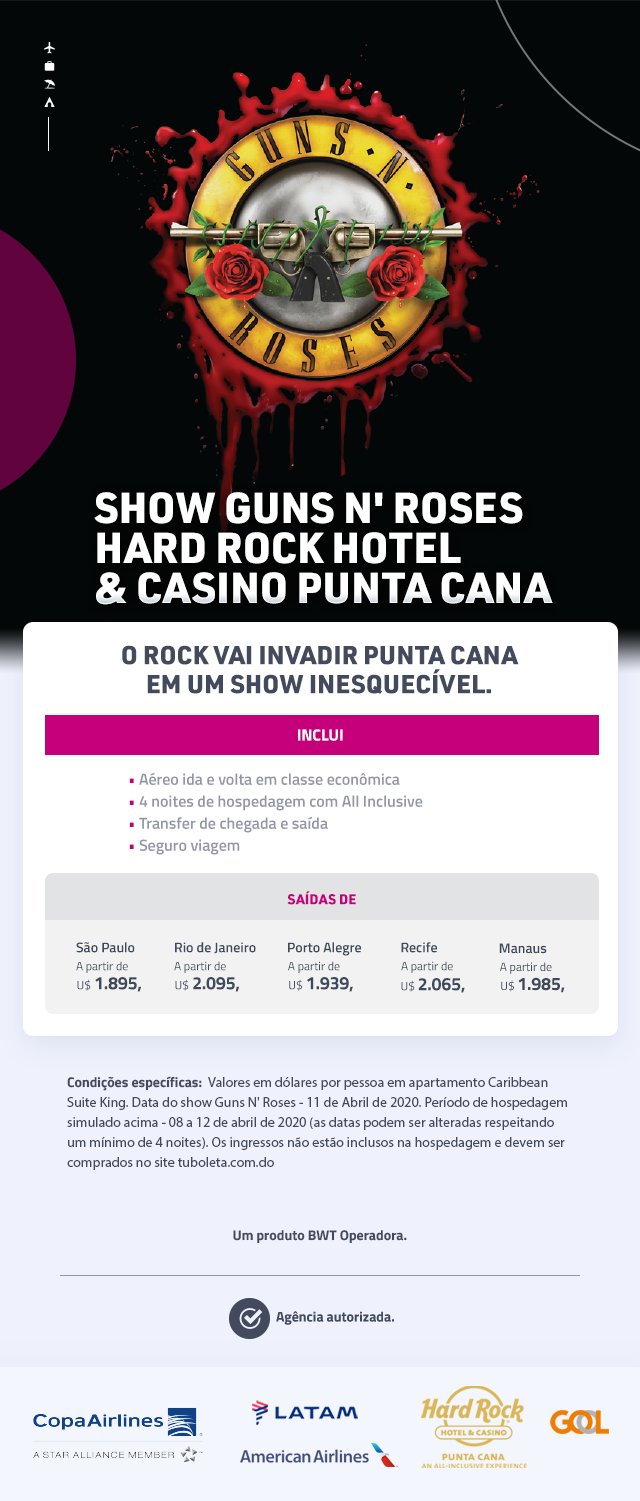 GUNS N'
ROSES
SHOW GUNS N' ROSES
HARD ROCK HOTEL
& CASINO PUNTA CANA
O ROCK VAI INVADIR PUNTA CANA
EM UM SHOW INESQUECÍVEL.
INCLUI
▪ Aéreo ida e volta em classe econômica
▪ 4 noites de hospedagem com All Inclusive
▪ Transfer de chegada e saída
▪ Seguro viagem
SAÍDAS DE
São Paulo
A partir de
U$ 1.895,
Rio de Janeiro
A partir de
U$ 2.095,
Porto Alegre
A partir de
U$ 1.939,
Recife
A partir de
U$ 2.065,
Manaus
A partir de
U$ 1.985,
Condições específicas: Valores em dólares por pessoa em apartamento Caribbean
Suite King. Data do show Guns N' Roses - 11 de Abril de 2020. Período de hospedagem
simulado acima - 08 a 12 de abril de 2020 (as datas podem ser alteradas respeitando
um mínimo de 4 noites). Os ingressos não estão inclusos na hospedagem e devem ser
comprados no site tuboleta.com.do
Um produto BWT Operadora.
Agência autorizada.
CopaAirlines
A STAR ALLIANCE MEMBER
LATAM
American Airlines
Hard Rock
HOTEL & CASINO
PUNTA CANA
AN ALL-INCLUSIVE EXPERIENCE
GOL